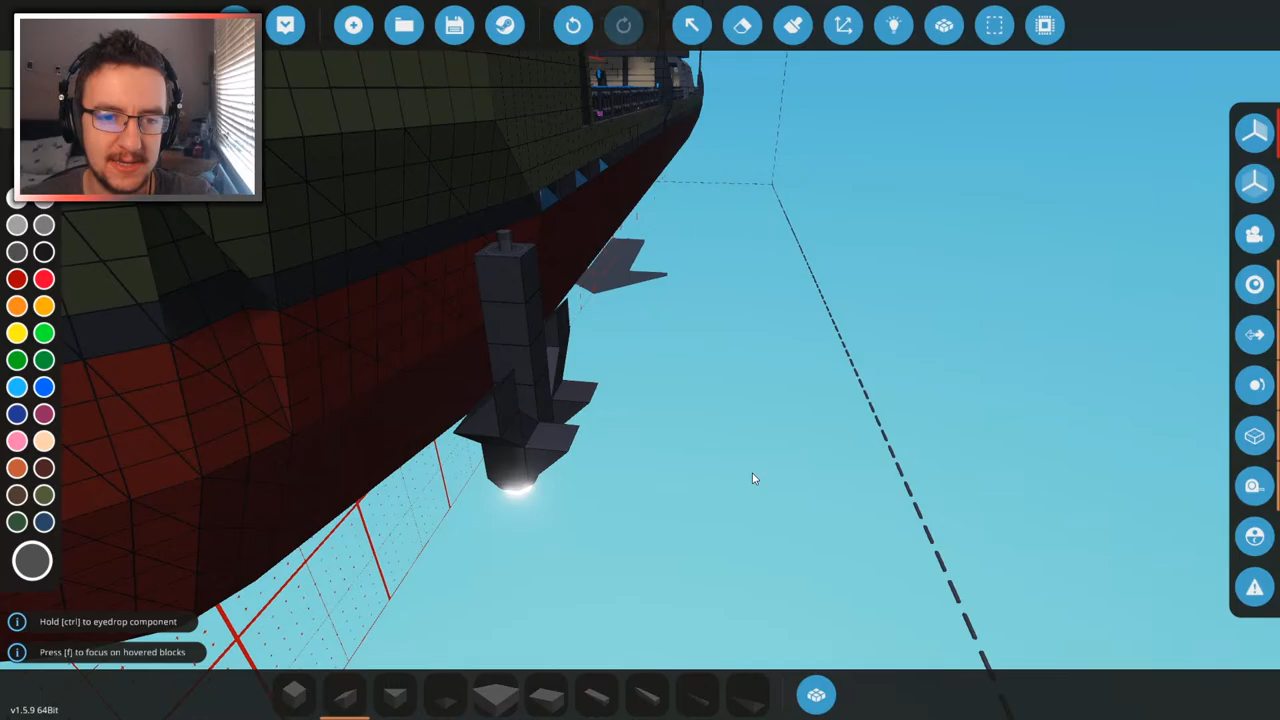 Hold [ctrl] to eyedrop component
Press [f] to focus on hovered blocks
v1.5.9 64Bit